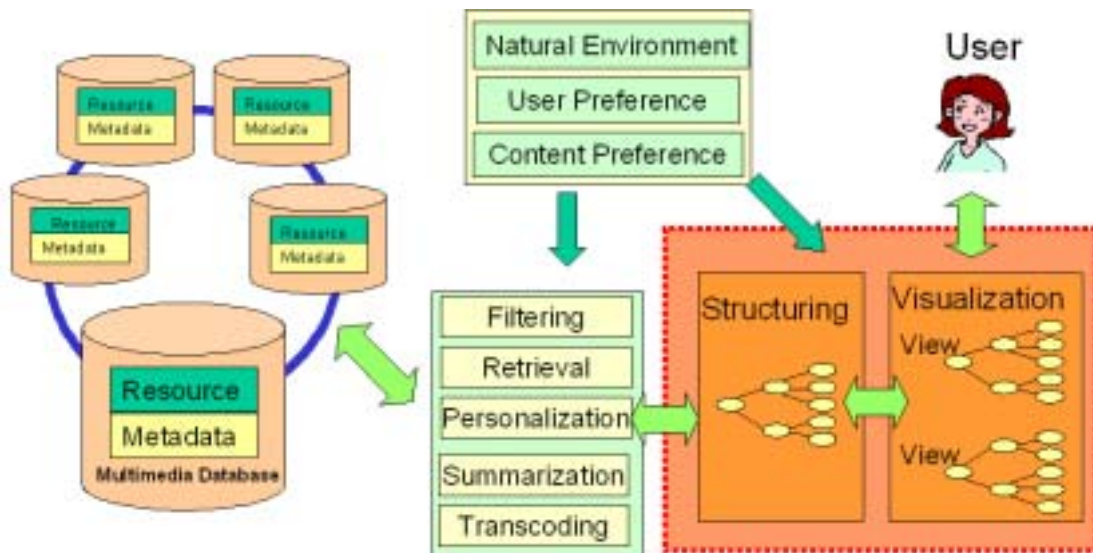 Resource
Metadata
Resource
Metadata
Resource
Metadata
Resource
Metadata
Resource
Metadata
Multimedia Database
Natural Environment
User Preference
Content Preference
Filtering
Retrieval
Personalization
Summarization
Transcoding
User
Structuring
Visualization
View
View